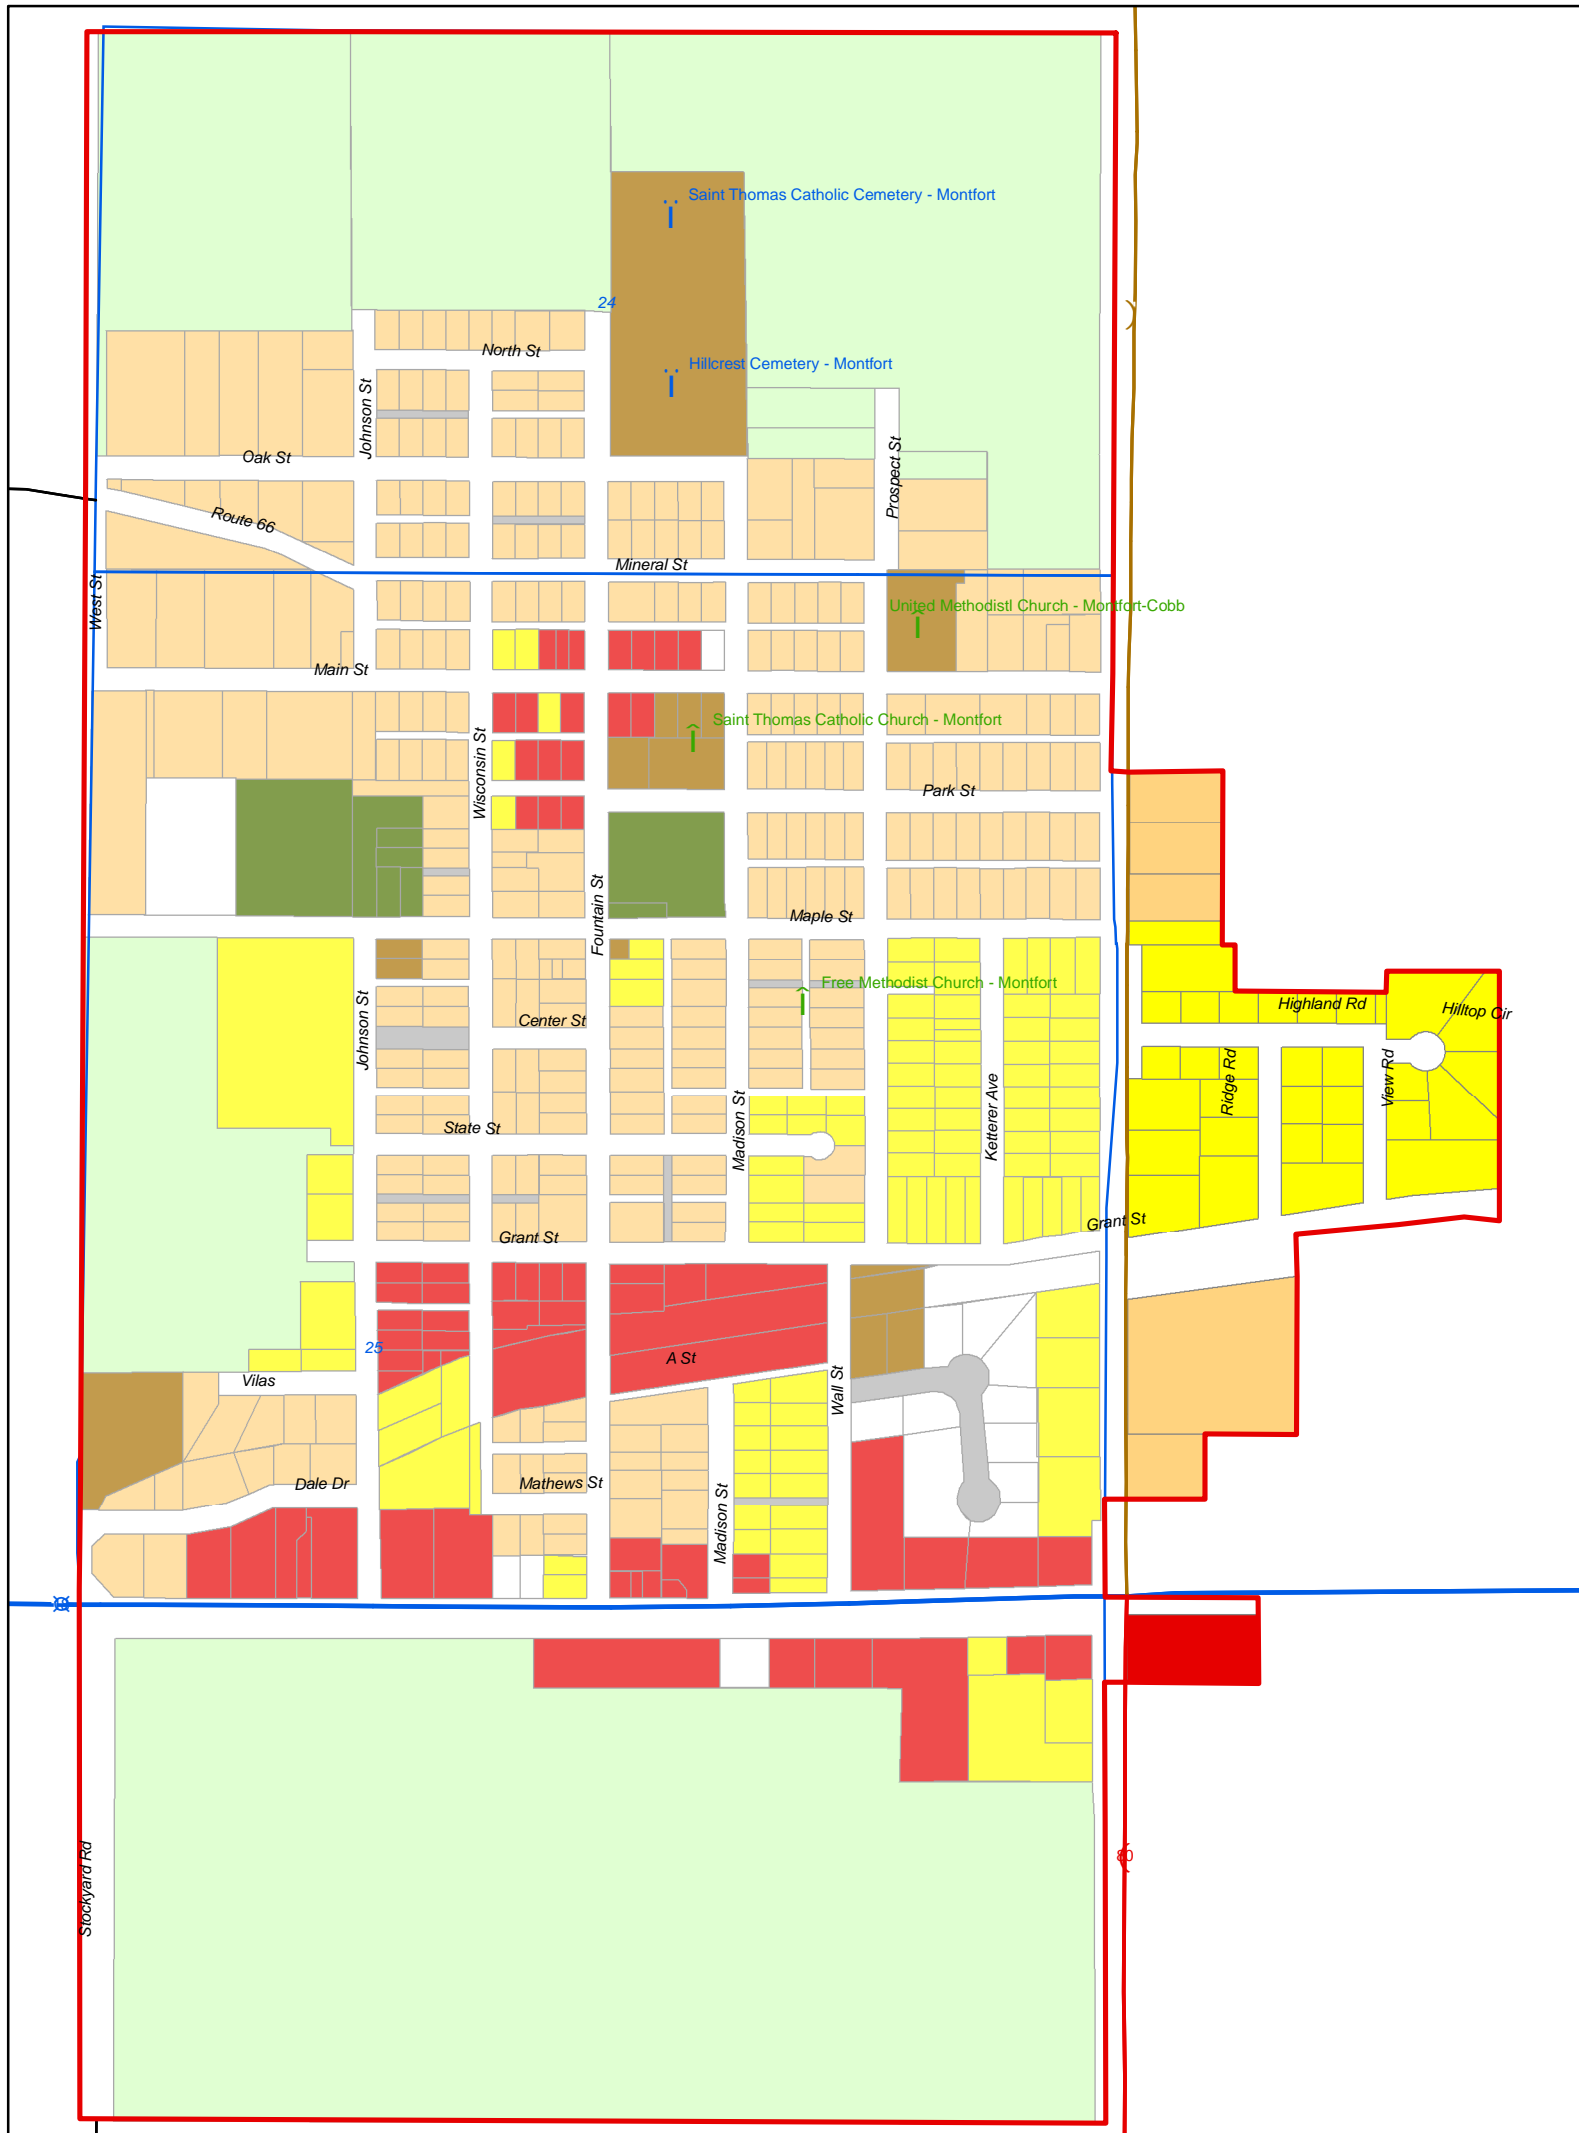 Saint Thomas Catholic Cemetery - Montfort
24
North St
Hillcrest Cemetery - Montfort
Johnson St
Oak St
Prospect St
Route 66
Mineral St
West St
United Methodistl Church - Montfort-Cobb
Main St
Saint Thomas Catholic Church - Montfort
Wisconsin St
Park St
Fountain St
Maple St
Free Methodist Church - Montfort
Highland Rd
Hilltop Cir
Johnson St
Center St
Ridge Rd
View Rd
Ketterer Ave
State St
Madison St
Grant St
Grant St
25
A St
Vilas
Wall St
Dale Dr
Mathews St
Madison St
80
Stockyard Rd